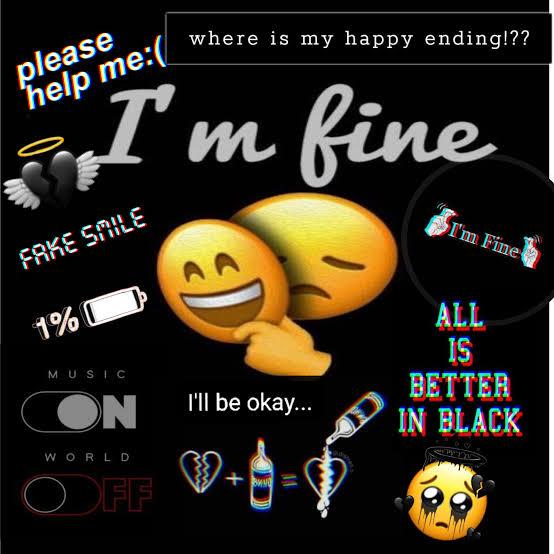 please
help me:(
where is my happy ending!??
I'm fine
FAKE SMILE
I'm Fine
1%
ALL
IS
BETTER
IN BLACK
MUSIC
ON
I'll be okay...
WORLD
OFF
+
=